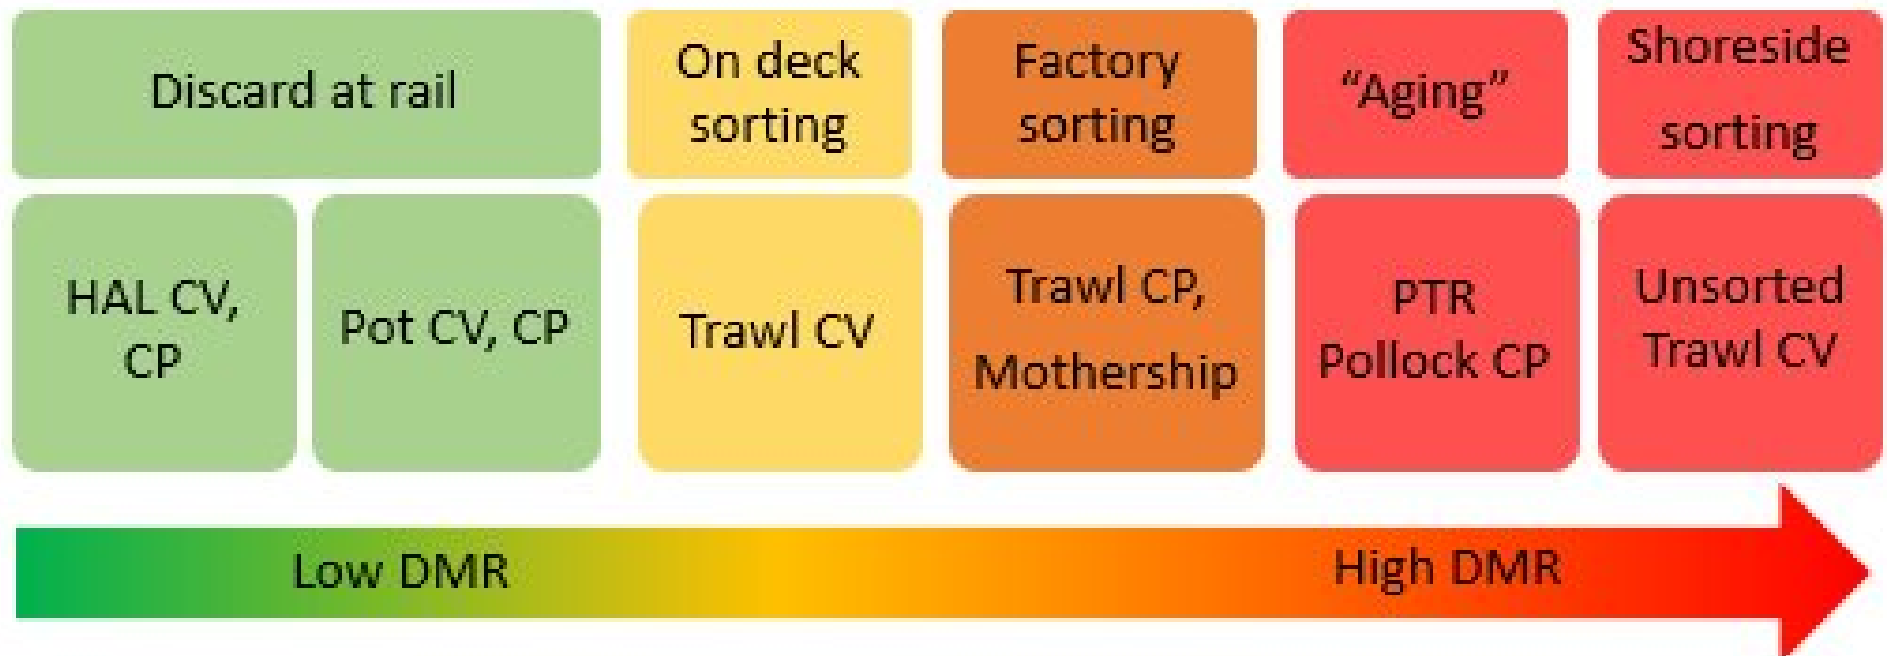 Discard at rail
On deck
sorting
Factory
sorting
“Aging”
Shoreside
sorting
HAL CV,
CP
Pot CV, CP
Trawl CV
Trawl CP,
Mothership
PTR
Pollock CP
Unsorted
Trawl CV
Low DMR
High DMR